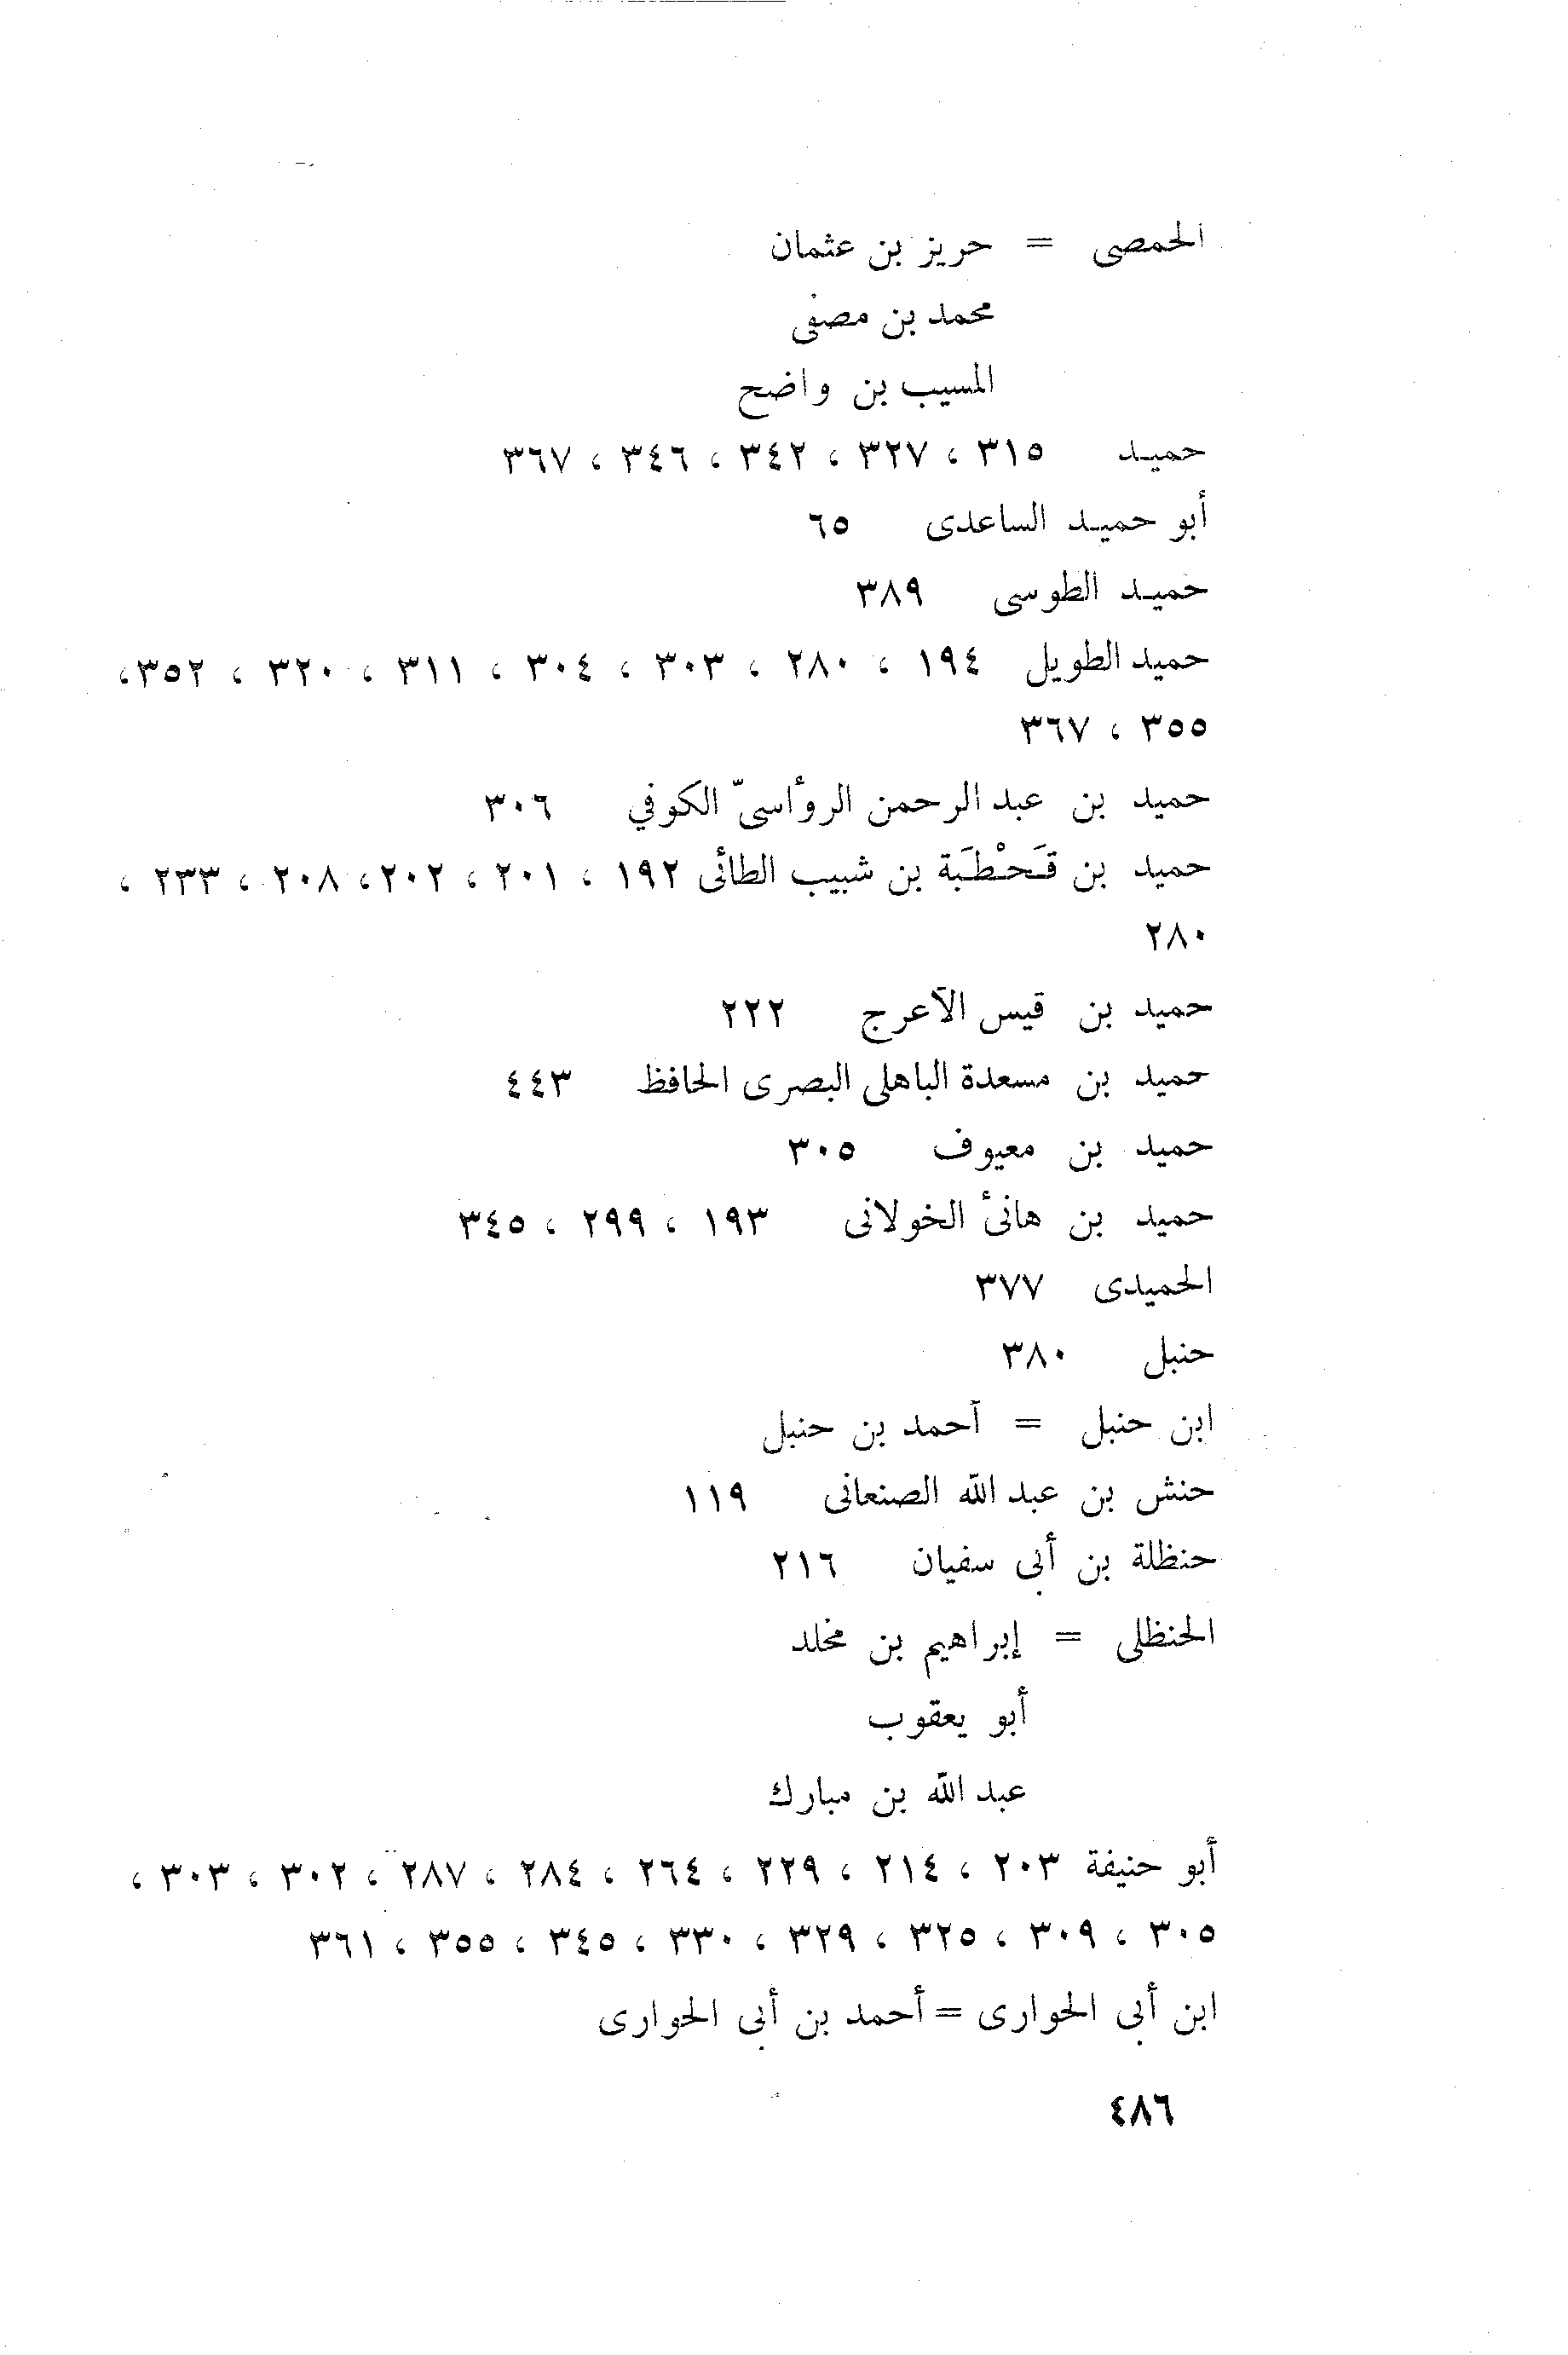 الحمصى = حريز بن عثمان
محمد بن مصفى
المسيب بن واضح
حميد ٣١٥ ، ٣٢٧ ، ٣٤٢ ، ٣٤٦ ، ٣٦٧
أبو حميد الساعدى ٦٥
حميد الطوسى ٣٨٩
حميد الطويل ١٩٤ ، ٢٨٠ ، ٣٠٣ ، ٣٠٤ ، ٣١١ ، ٣٢٠ ، ٣٥٢،
٣٥٥ ، ٣٦٧
حميد بن عبد الرحمن الروأسىّ الكوفي ٣٠٦
حميد بن قَحْطَبة بن شبيب الطائى ١٩٢ ، ٢٠١ ، ٢٠٢، ٢٠٨ ، ٢٣٣ ،
٢٨٠
حميد بن قيس الآعرج ٢٢٢
حميد بن مسعدة الباهلى البصرى الحافظ ٤٤٣
حميد بن معيوف ٣٠٥
حميد بن هانئ الخولانى ١٩٣ ، ٢٩٩ ، ٣٤٥
الحميدى ٣٧٧
حنبل ٣٨٠
ابن حنبل = آحمد بن حنبل
حنش بن عبد الله الصنعانى ١١٩
حنظلة بن أبى سفيان ٢١٦
الحنظلى = إبراهيم بن مخلد
أبو يعقوب
عبد الله بن مبارك
أبو حنيفة ٢٠٣ ، ٢١٤ ، ٢٢٩ ، ٢٦٤ ، ٢٨٤ ، ٢٨٧ ، ٣٠٢ ، ٣٠٣ ،
٣٠٥ ، ٣٠٩ ، ٣٢٥ ، ٣٢٩ ، ٣٣٠ ، ٣٤٥ ، ٣٥٥ ، ٣٦١
ابن أبى الحوارى = أحمد بن أبى الحوارى
٤٨٦